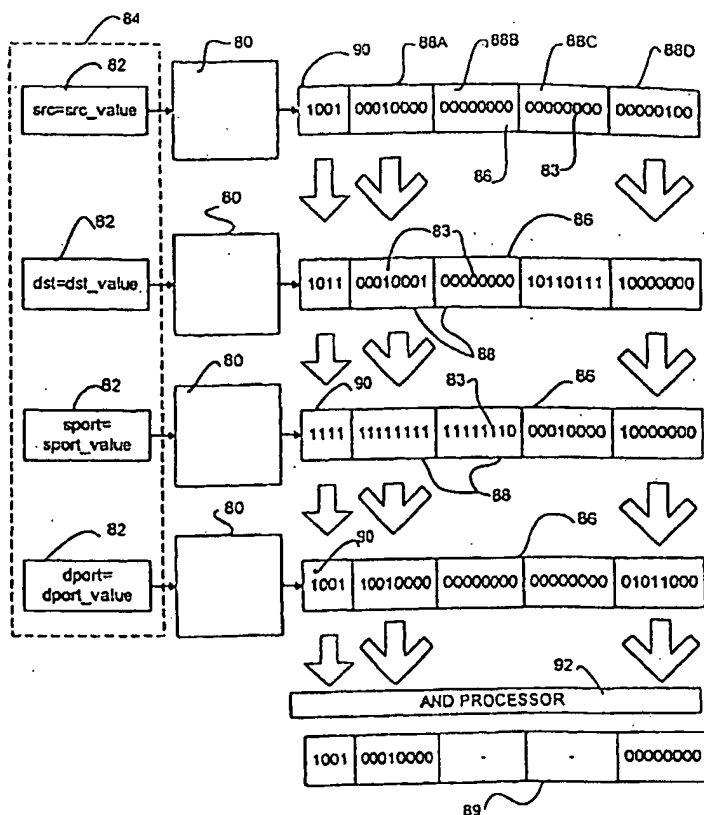 84
82
80
90
88A
88B
88C
88D
src=src_value
1001 00010000 00000000 00000000 00000100
86
83
82
80
83
86
dst=dst_value
1011 00010001 00000000 10110111 10000000
88
82
80
90
83
86
sport=
sport_value
1111 11111111 11111110 00010000 10000000
88
82
80
90
86
dport=
dport_value
1001 10010000 00000000 00000000 01011000
92
AND PROCESSOR
1001 00010000 - - 00000000
89